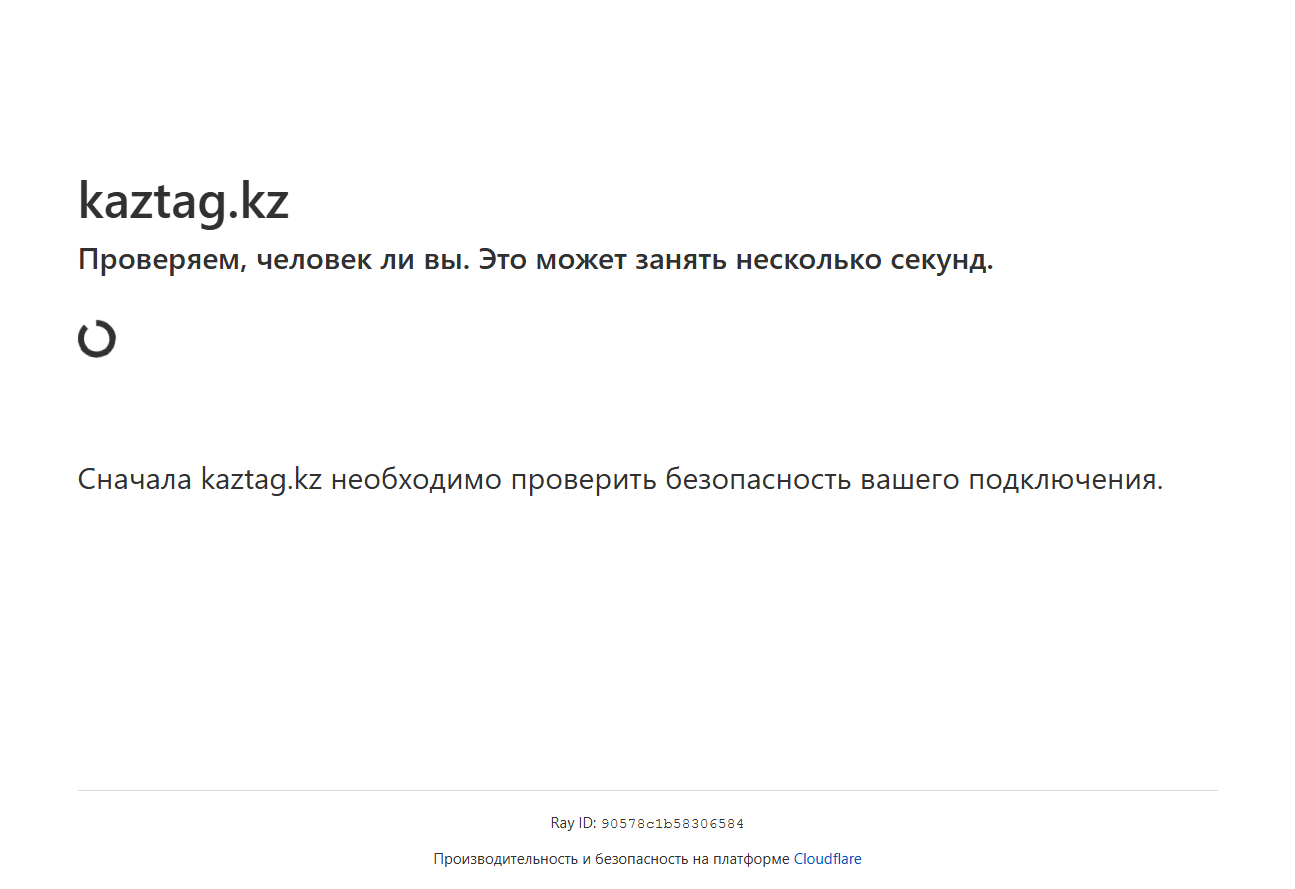 kaztag.kz
Проверяем, человек ли вы. Это может занять несколько секунд.
Сначала kaztag.kz необходимо проверить безопасность вашего подключения.
Ray ID: 90578c1b58306584
Производительность и безопасность на платформе Cloudflare